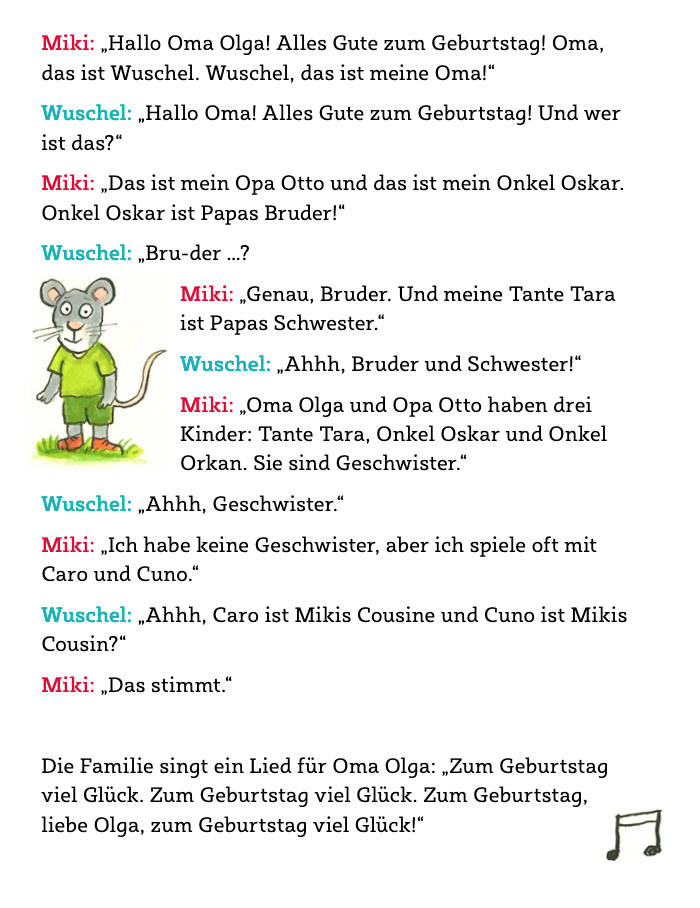 Miki: „Hallo Oma Olga! Alles Gute zum Geburtstag! Oma,
das ist Wuschel. Wuschel, das ist meine Oma!“
Wuschel: „Hallo Oma! Alles Gute zum Geburtstag! Und wer
ist das?“
Miki: „Das ist mein Opa Otto und das ist mein Onkel Oskar.
Onkel Oskar ist Papas Bruder!“
Wuschel: „Bru-der ...?
Miki: „Genau, Bruder. Und meine Tante Tara
ist Papas Schwester.“
Wuschel: „Ahhh, Bruder und Schwester!“
Miki: „Oma Olga und Opa Otto haben drei
Kinder: Tante Tara, Onkel Oskar und Onkel
Orkan. Sie sind Geschwister.“
Wuschel: „Ahhh, Geschwister.“
Miki: „Ich habe keine Geschwister, aber ich spiele oft mit
Caro und Cuno.“
Wuschel: „Ahhh, Caro ist Mikis Cousine und Cuno ist Mikis
Cousin?“
Miki: „Das stimmt.“
Die Familie singt ein Lied für Oma Olga: „Zum Geburtstag
viel Glück. Zum Geburtstag viel Glück. Zum Geburtstag,
liebe Olga, zum Geburtstag viel Glück!“